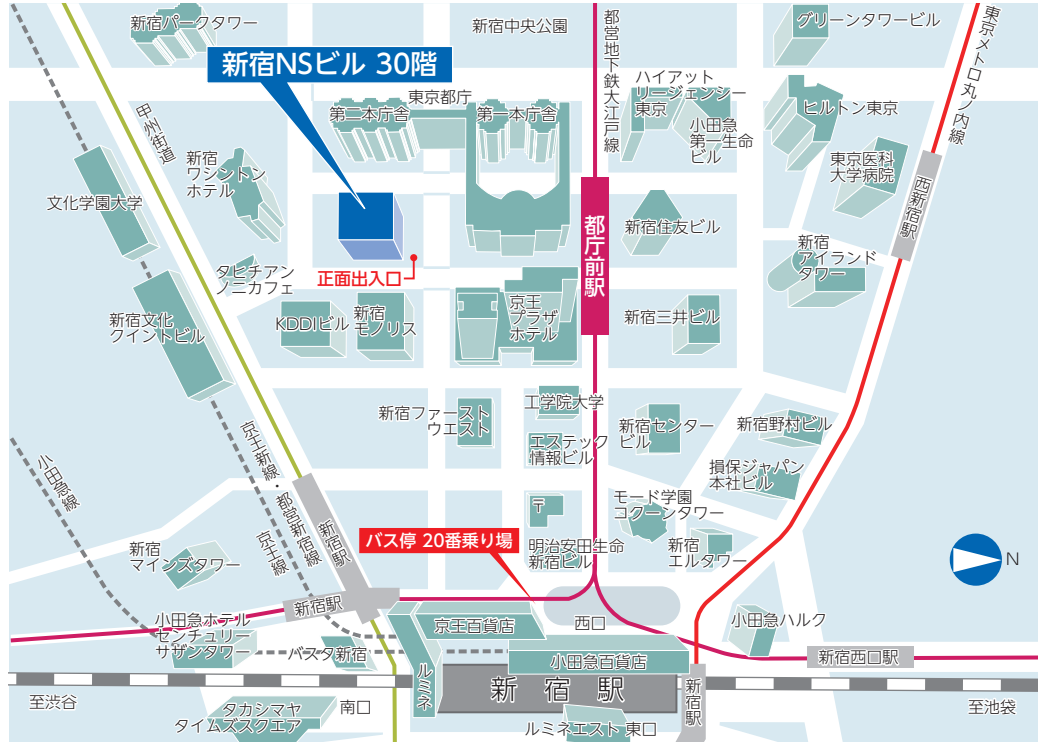 新宿パークタワー
新宿中央公園
グリーンタワービル
新宿NSビル 30階
都営地下鉄大江戸線
東京メトロ丸ノ内線
東京都庁
第二本庁舎
第一本庁舎
ハイアット
リージェンシー
東京
小田急
第一生命
ビル
ヒルトン東京
甲州街道
新宿
ワシントン
ホテル
東京医科
大学病院
西新宿駅
文化学園大学
都庁前駅
新宿住友ビル
新宿
アイランド
タワー
タヒチアン
ノニカフェ
正面出入口
新宿文化
クイントビル
KDDIビル
新宿
モノリス
京王
プラザ
ホテル
新宿三井ビル
新宿ファースト
ウエスト
工学院大学
エステック
情報ビル
新宿センター
ビル
新宿野村ビル
損保ジャパン
本社ビル
小田急線
京王新線・都営新宿線
京王線
新宿駅
〒
モード学園
コクーンタワー
バス停 20番乗り場
明治安田生命
新宿ビル
新宿
エルタワー
N
新宿
マインズタワー
新宿駅
小田急ホテル
センチュリー
サザンタワー
バスタ新宿
京王百貨店
西口
小田急ハルク
ルミネ
小田急百貨店
新宿西口駅
新宿駅
新宿駅
至渋谷
タカシマヤ
タイムズスクエア
南口
ルミネエスト 東口
至池袋